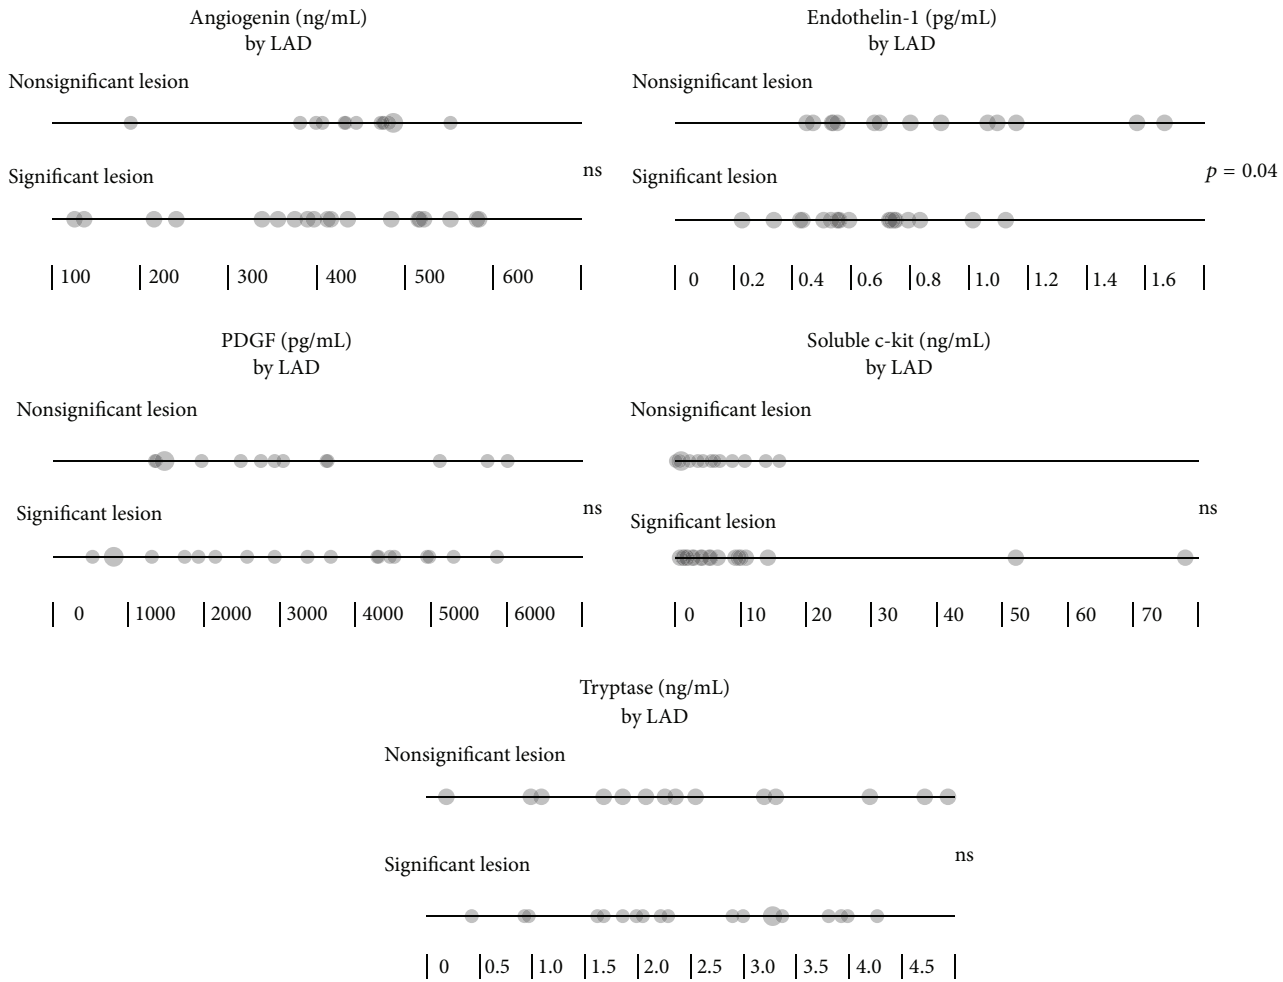 Angiogenin (ng/mL)
by LAD
Nonsignificant lesion
ns
Significant lesion
100 200 300 400 500 600
Endothelin-1 (pg/mL)
by LAD
Nonsignificant lesion
p = 0.04
Significant lesion
0 0.2 0.4 0.6 0.8 1.0 1.2 1.4 1.6
PDGF (pg/mL)
by LAD
Nonsignificant lesion
ns
Significant lesion
0 1000 2000 3000 4000 5000 6000
Soluble c-kit (ng/mL)
by LAD
Nonsignificant lesion
ns
Significant lesion
0 10 20 30 40 50 60 70
Tryptase (ng/mL)
by LAD
Nonsignificant lesion
ns
Significant lesion
0 0.5 1.0 1.5 2.0 2.5 3.0 3.5 4.0 4.5